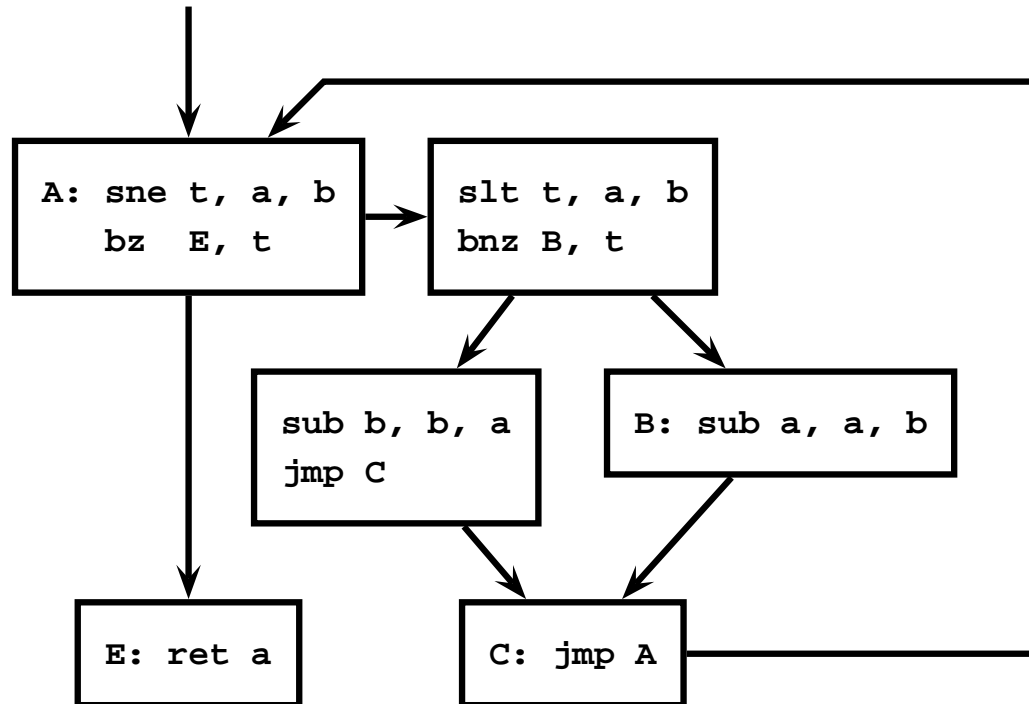 A: sne t, a, b
bz E, t
slt t, a, b
bnz B, t
sub b, b, a
jmp C
B: sub a, a, b
E: ret a
C: jmp A